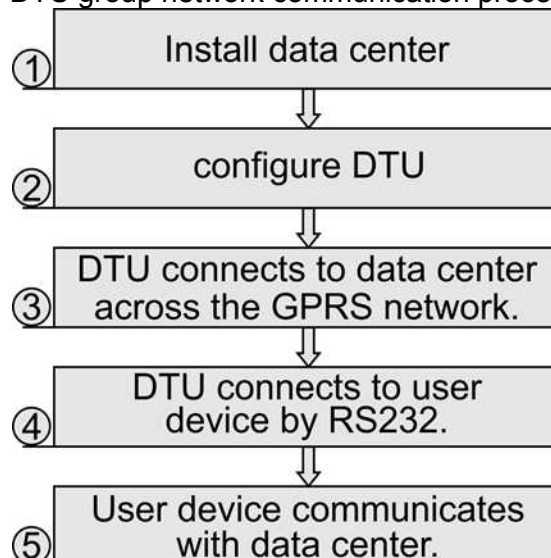 DTU group network communication proces
① Install data center
② configure DTU
③ DTU connects to data center
across the GPRS network.
④ DTU connects to user
device by RS232.
⑤ User device communicates
with data center.